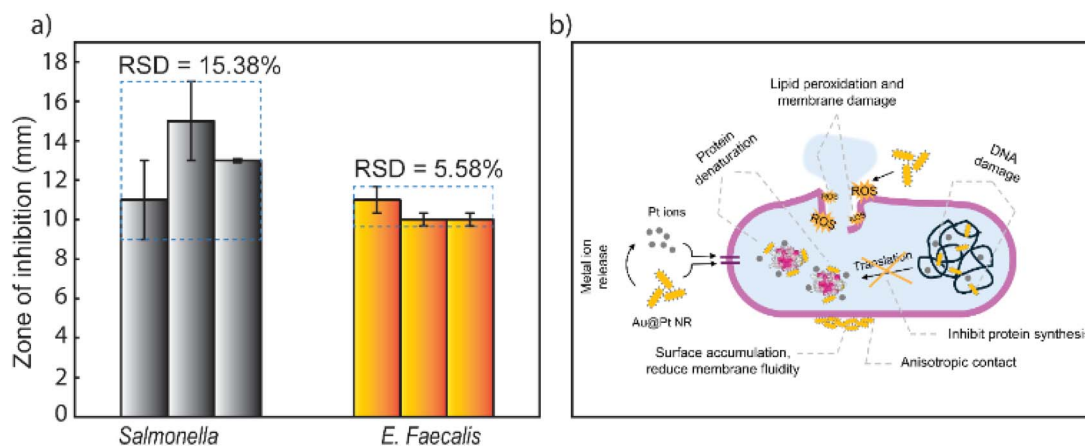 a)
Zone of inhibition (mm)
18
16
14
12
10
8
6
4
2
0
RSD = 15.38%
RSD = 5.58%
Salmonella
E. Faecalis
b)
Lipid peroxidation and
membrane damage
Protein
denaturation
DNA
damage
ROS
ROS
ROS
ROS
Pt ions
Metal ion
release
Au@Pt NR
Translation
Inhibit protein synthesis
Surface accumulation,
reduce membrane fluidity
Anisotropic contact